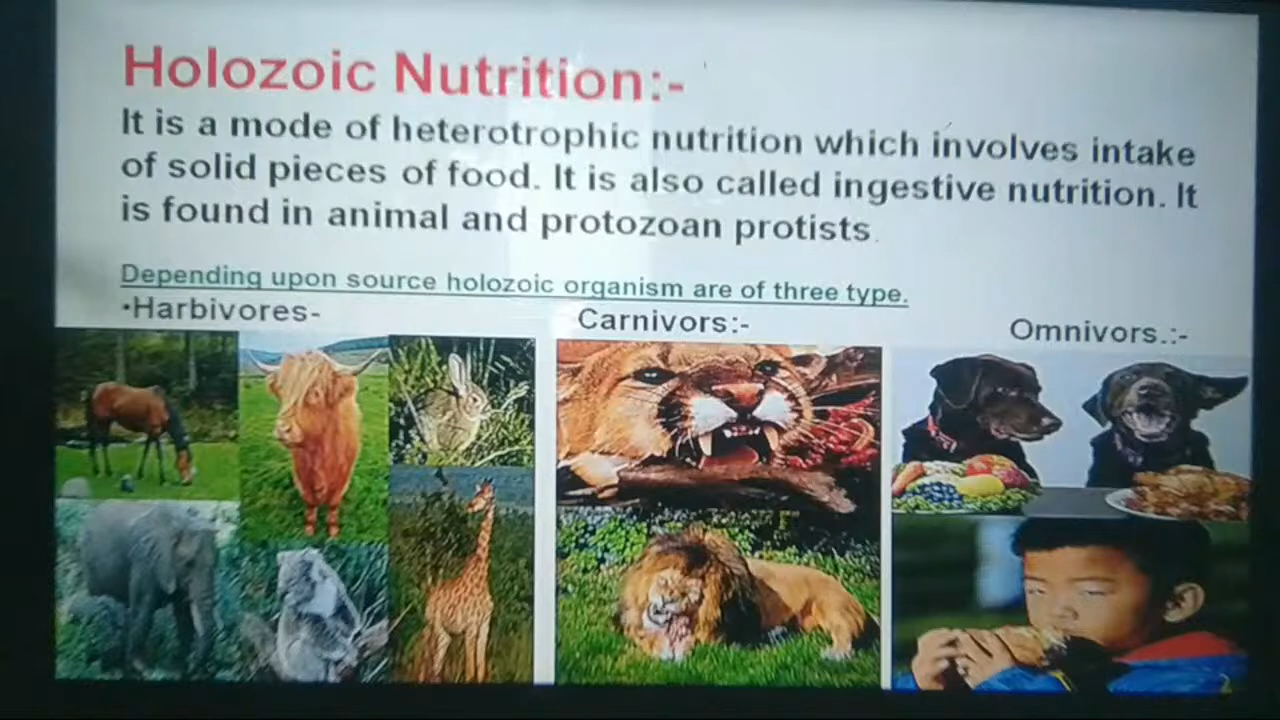 Holozoic Nutrition:-
It is a mode of heterotrophic nutrition which involves intake
of solid pieces of food. It is also called ingestive nutrition. It
is found in animal and protozoan protists.
Depending upon source holozoic organism are of three type.
•Harbivores-
Carnivors:-
Omnivors.:-
2